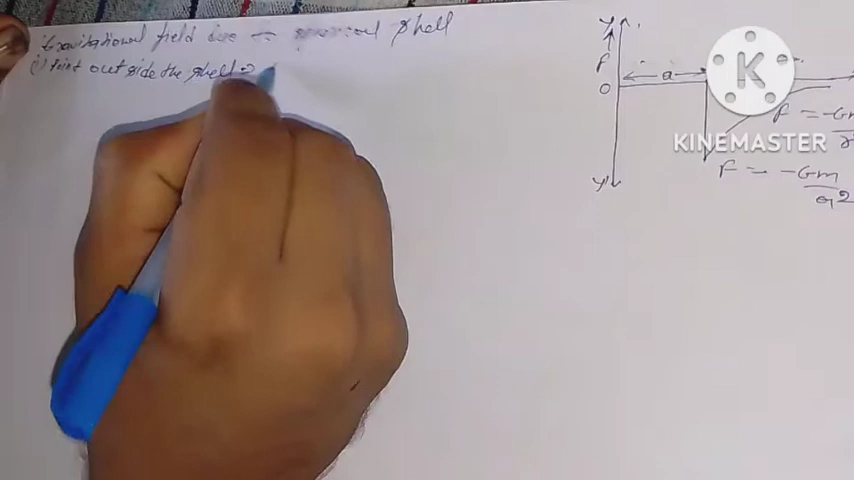 Gravitational field due to spherical shell
(i) Point outside the shell :-
Y
F
O
a
K
KINEMASTER
F = -Gm
F = -Gm
a2
Y'